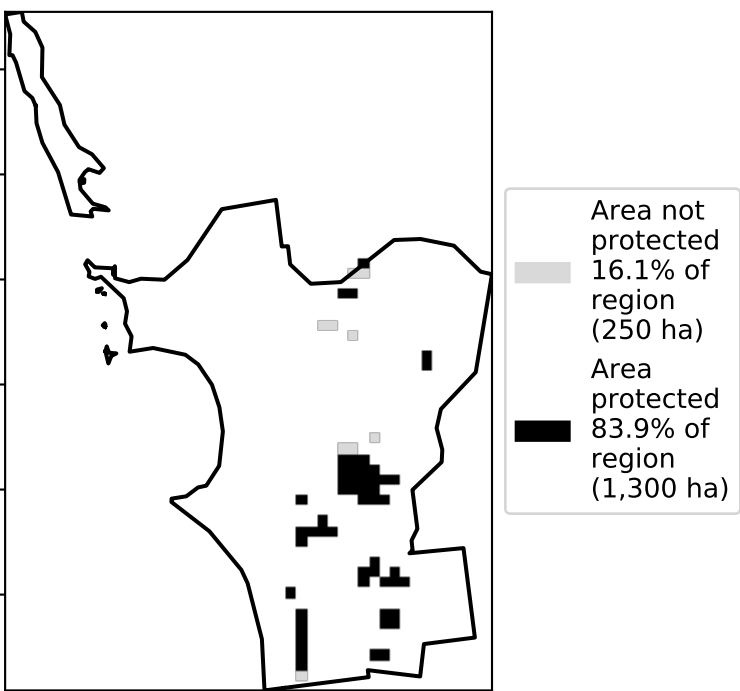 Area not
protected
16.1% of
region
(250 ha)
Area
protected
83.9% of
region
(1,300 ha)